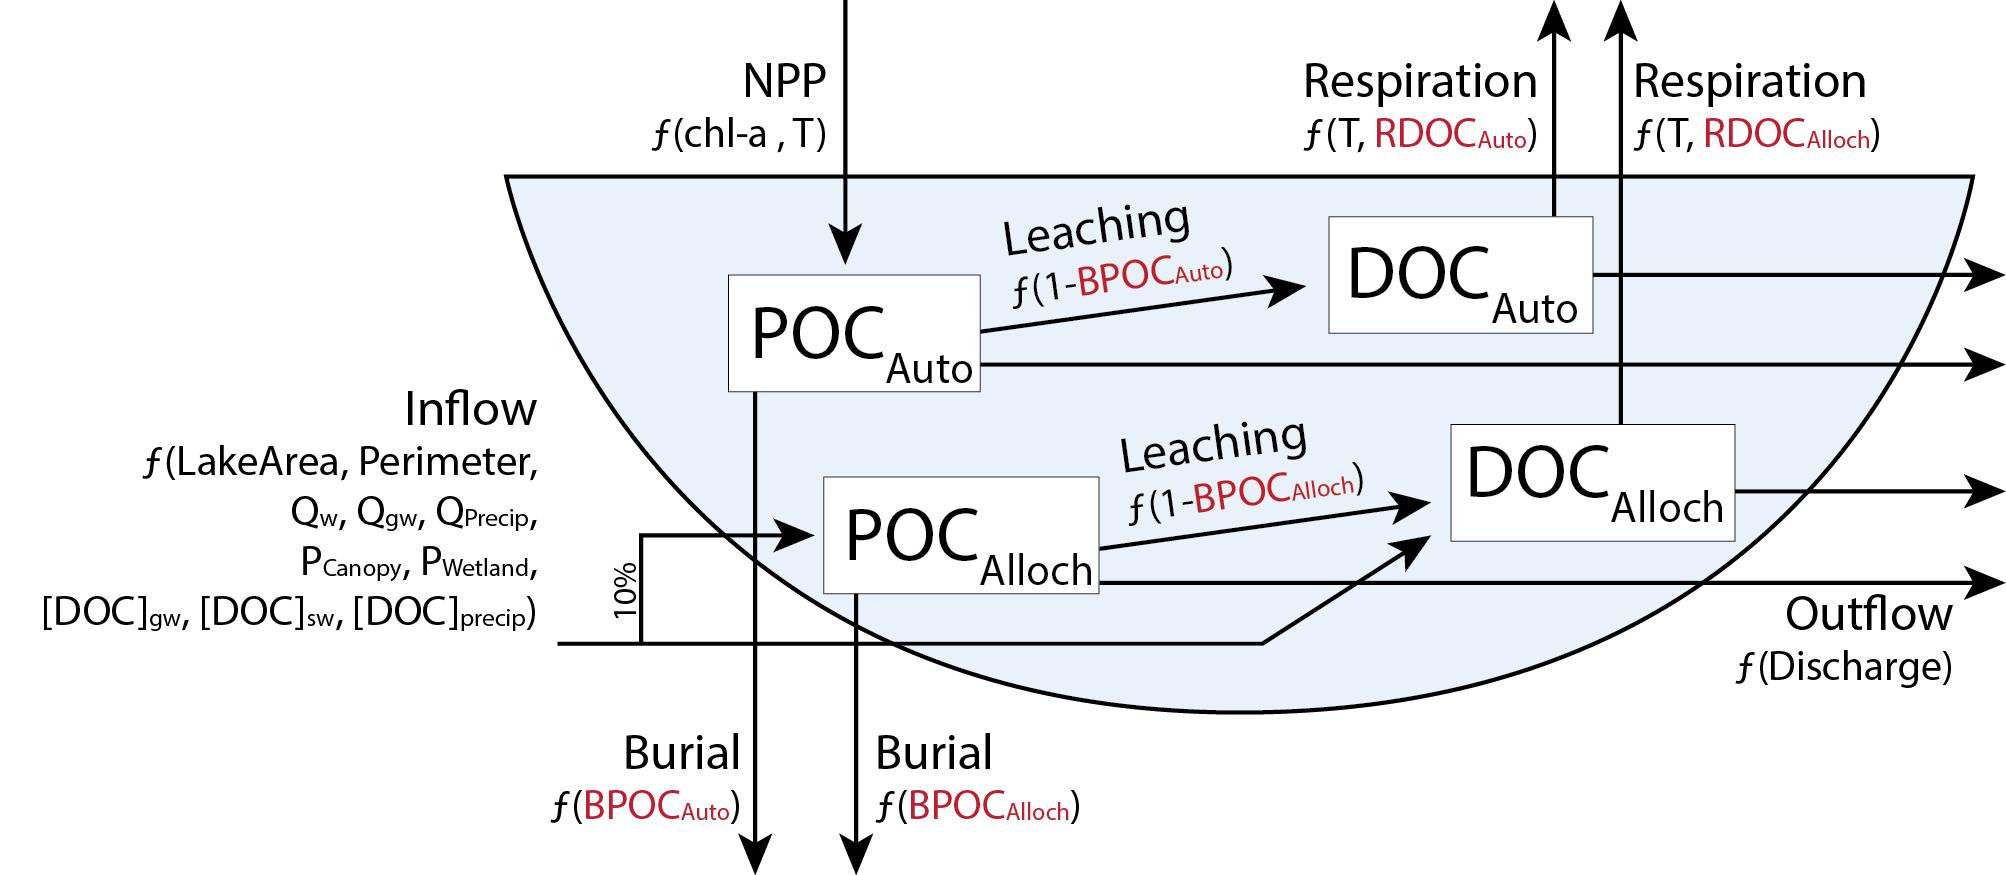 NPP
ƒ(chl-a , T)
Respiration
ƒ(T, RDOCAuto)
Respiration
ƒ(T, RDOCAlloch)
Leaching
ƒ(1-BPOCAuto)
DOCAuto
POCAuto
Inflow
ƒ(LakeArea, Perimeter,
Qw, Qgw, QPrecip,
PCanopy, PWetland,
[DOC]gw, [DOC]sw, [DOC]precip)
10%
Leaching
ƒ(1-BPOCAlloch)
DOCAlloch
POCAlloch
Outflow
ƒ(Discharge)
Burial
ƒ(BPOCAuto)
Burial
ƒ(BPOCAlloch)